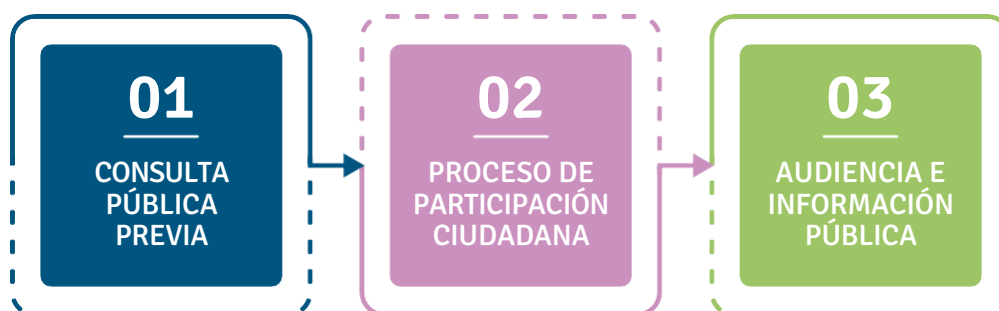 01
CONSULTA
PÚBLICA
PREVIA
02
PROCESO DE
PARTICIPACIÓN
CIUDADANA
03
AUDIENCIA E
INFORMACIÓN
PÚBLICA